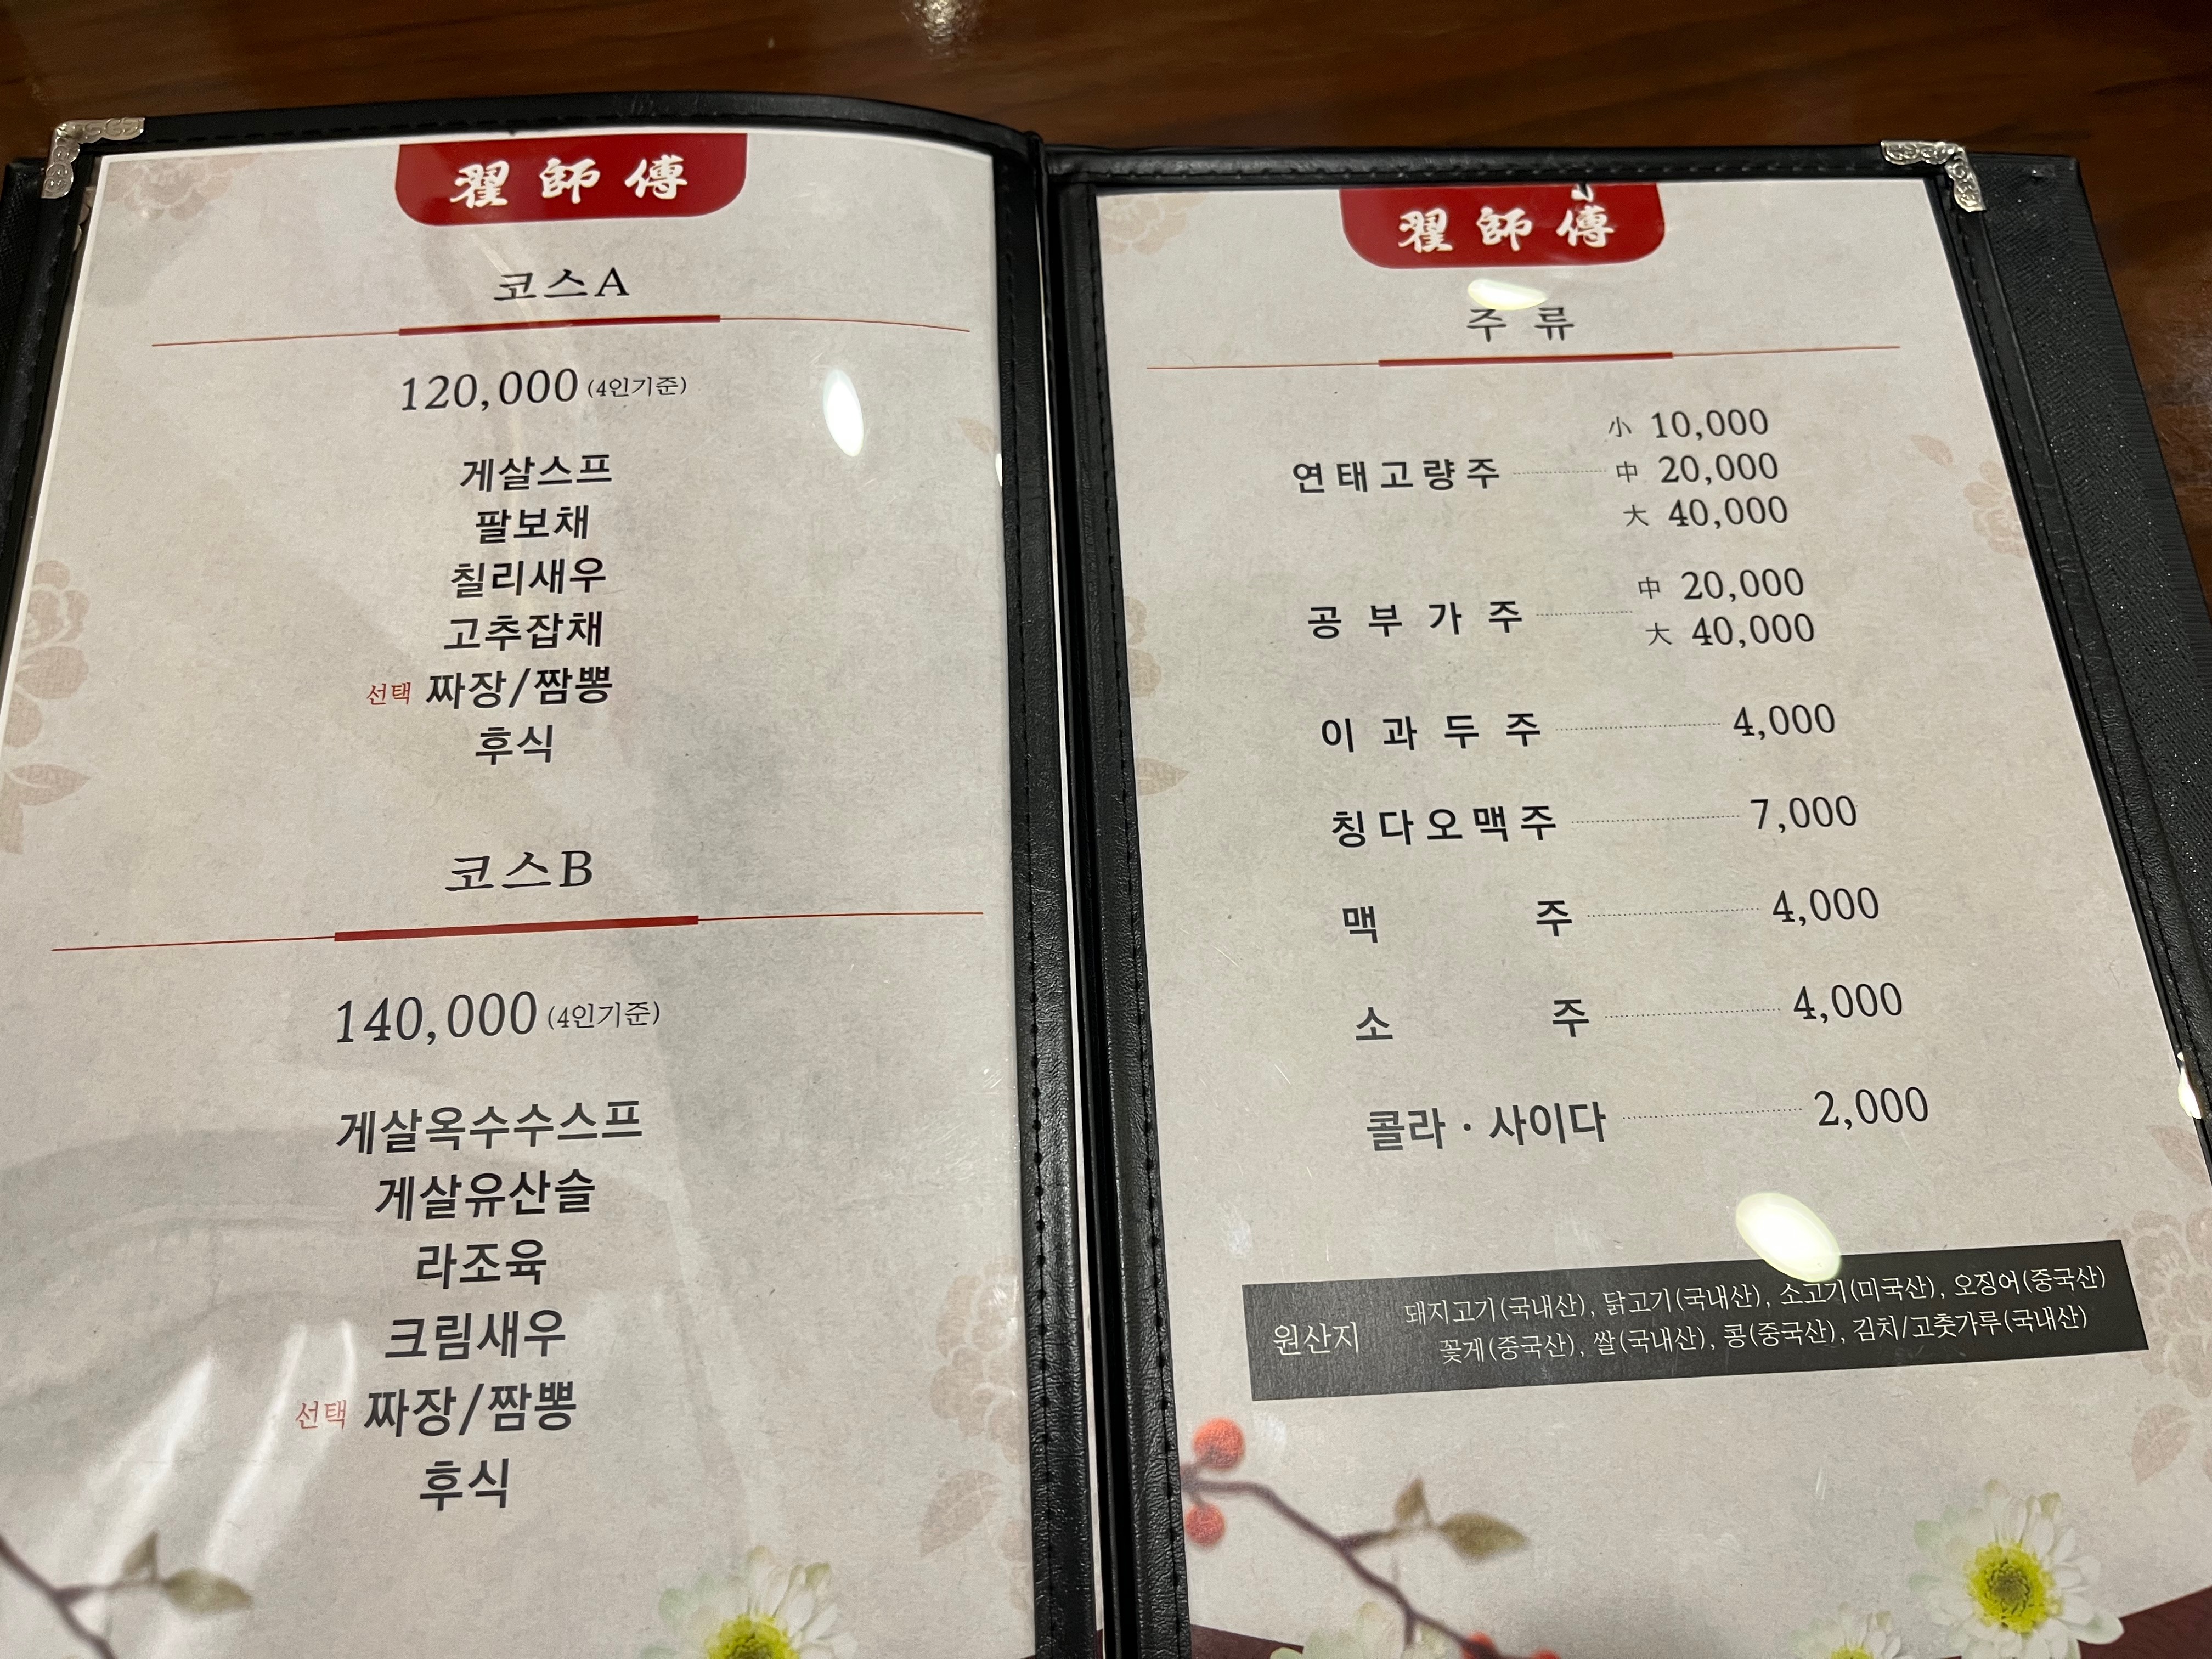 翟師傅
코스A
120,000 (4인기준)
게살스프
팔보채
칠리새우
고추잡채
선택 짜장/짬뽕
후식
코스B
140,000 (4인기준)
게살옥수수스프
게살유산슬
라조육
크림새우
선택 짜장/짬뽕
후식
翟師傅
주류
연태고량주 小 10,000
中 20,000
大 40,000
공부가주 中 20,000
大 40,000
이과두주 4,000
칭다오맥주 7,000
맥주 4,000
소주 4,000
콜라 · 사이다 2,000
원산지 돼지고기(국내산), 닭고기(국내산), 소고기(미국산), 오징어(중국산)
꽃게(중국산), 쌀(국내산), 콩(중국산), 김치/고춧가루(국내산)